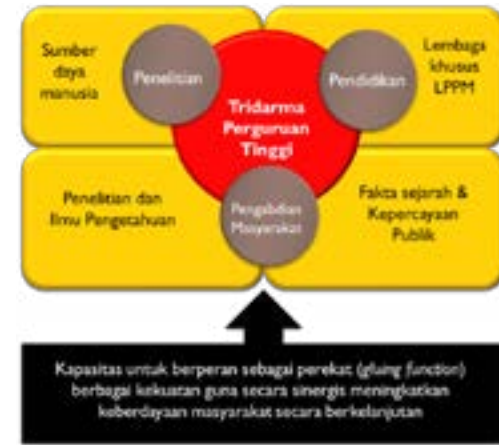 Sumber
daya
manusia
Penelitian
Tridarma
Perguruan
Tinggi
Pendidikan
Lembaga
khusus
LPPM
Penelitian dan
Ilmu Pengetahuan
Pengabdian
Masyarakat
Fakta sejarah &
Kepercayaan
Publik
Kapasitas untuk berperan sebagai perekat (gluing function)
berbagai kekuatan guna secara sinergis meningkatkan
keberdayaan masyarakat secara berkelanjutan